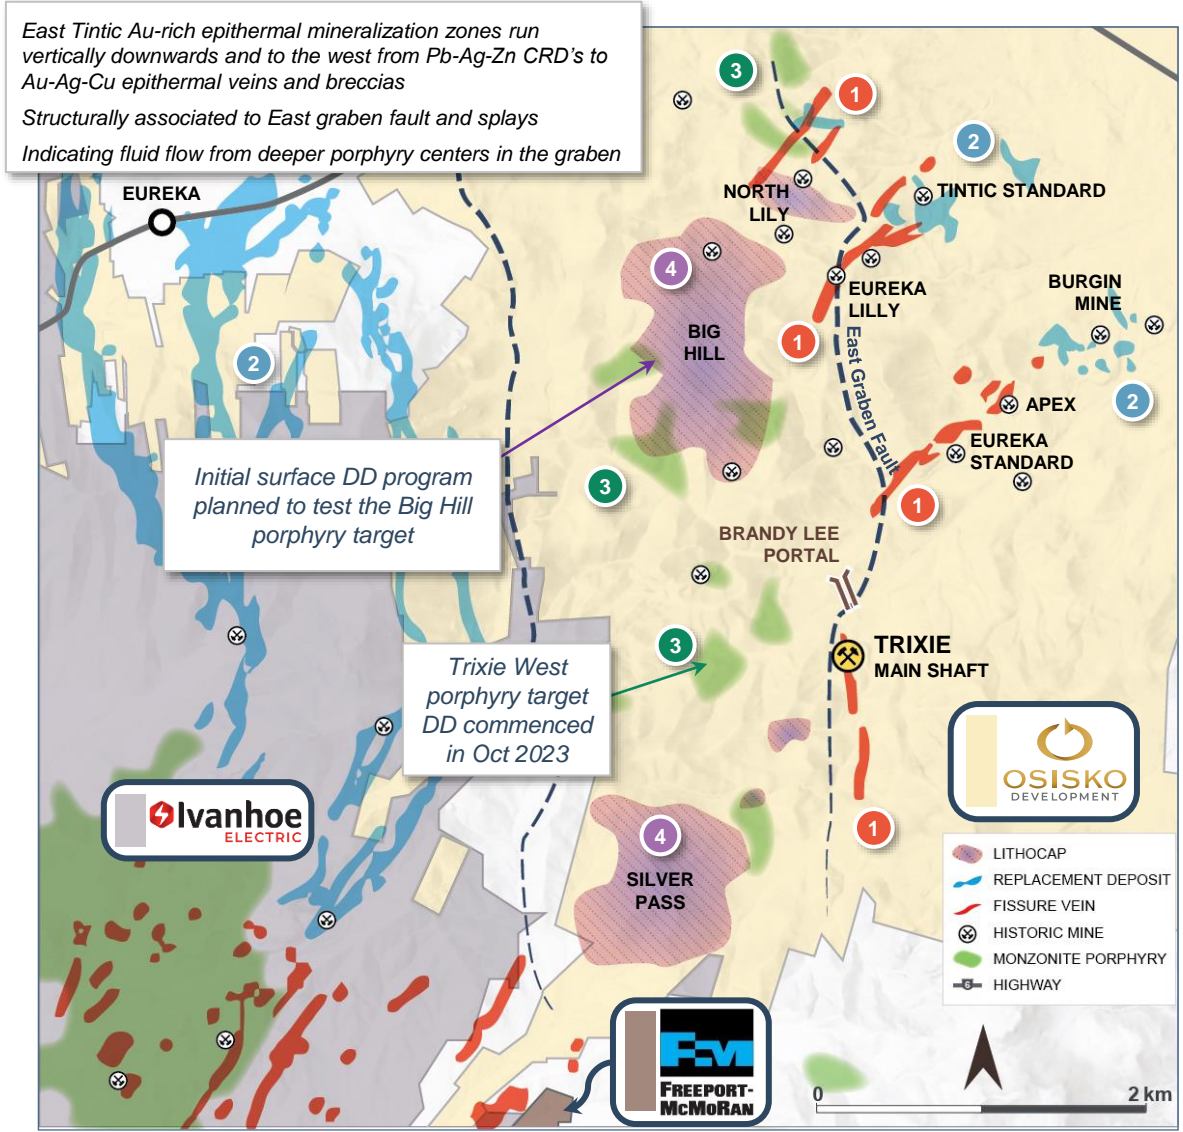 East Tintic Au-rich epithermal mineralization zones run
vertically downwards and to the west from Pb-Ag-Zn CRD's to
Au-Ag-Cu epithermal veins and breccias
Structurally associated to East graben fault and splays
Indicating fluid flow from deeper porphyry centers in the graben
EUREKA
3
1
2
NORTH
LILY
TINTIC STANDARD
4
BIG
HILL
EUREKA
LILLY
BURGIN
MINE
1
2
East Graben Fault
2
APEX
EUREKA
STANDARD
Initial surface DD program
planned to test the Big Hill
porphyry target
3
1
BRANDY LEE
PORTAL
3
TRIXIE
MAIN SHAFT
Trixie West
porphyry target
DD commenced
in Oct 2023
OSISKO
DEVELOPMENT
Ivanhoe
ELECTRIC
4
SILVER
PASS
1
LITHOCAP
REPLACEMENT DEPOSIT
FISSURE VEIN
HISTORIC MINE
MONZONITE PORPHYRY
6
HIGHWAY
FM
FREEPORT-
MCMORAN
0
2 km